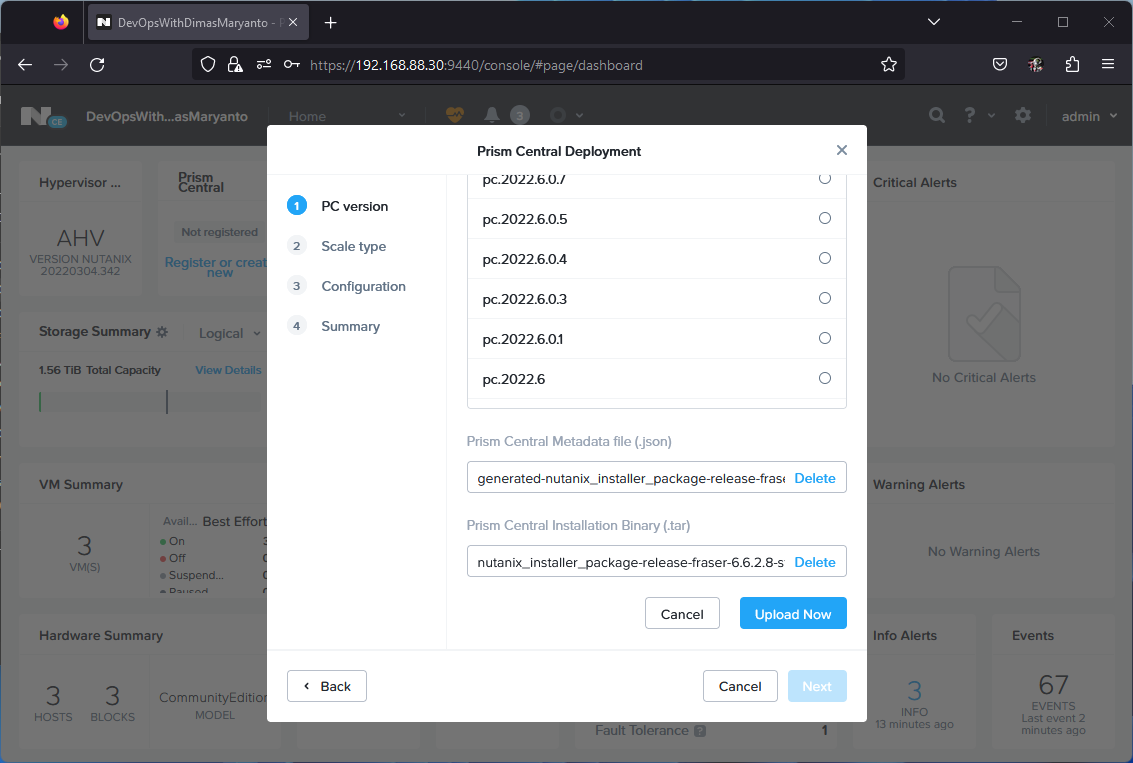 DevOpsWithDimasMaryanto - P
https://192.168.88.30:9440/console/#page/dashboard
N CE
DevOpsWith...asMaryanto
Home
3
?
admin
Prism Central Deployment
1 PC version
2 Scale type
3 Configuration
4 Summary
pc.2022.6.0.7
pc.2022.6.0.5
pc.2022.6.0.4
pc.2022.6.0.3
pc.2022.6.0.1
pc.2022.6
Prism Central Metadata file (.json)
generated-nutanix_installer_package-release-frase
Delete
Prism Central Installation Binary (.tar)
nutanix_installer_package-release-fraser-6.6.2.8-s
Delete
Cancel
Upload Now
Back
Cancel
Next
Hypervisor ...
AHV
VERSION NUTANIX
20220304.342
Prism
Central
Not registered
Register or creat
new
Storage Summary
Logical
1.56 TiB Total Capacity
View Details
VM Summary
3
VM(S)
Avail... Best Effort
On
Off
Suspend...
Paused
Hardware Summary
3
HOSTS
3
BLOCKS
CommunityEdition
MODEL
Fault Tolerance ?
1
Critical Alerts
No Critical Alerts
Warning Alerts
No Warning Alerts
Info Alerts
3
INFO
13 minutes ago
Events
67
EVENTS
Last event 2
minutes ago